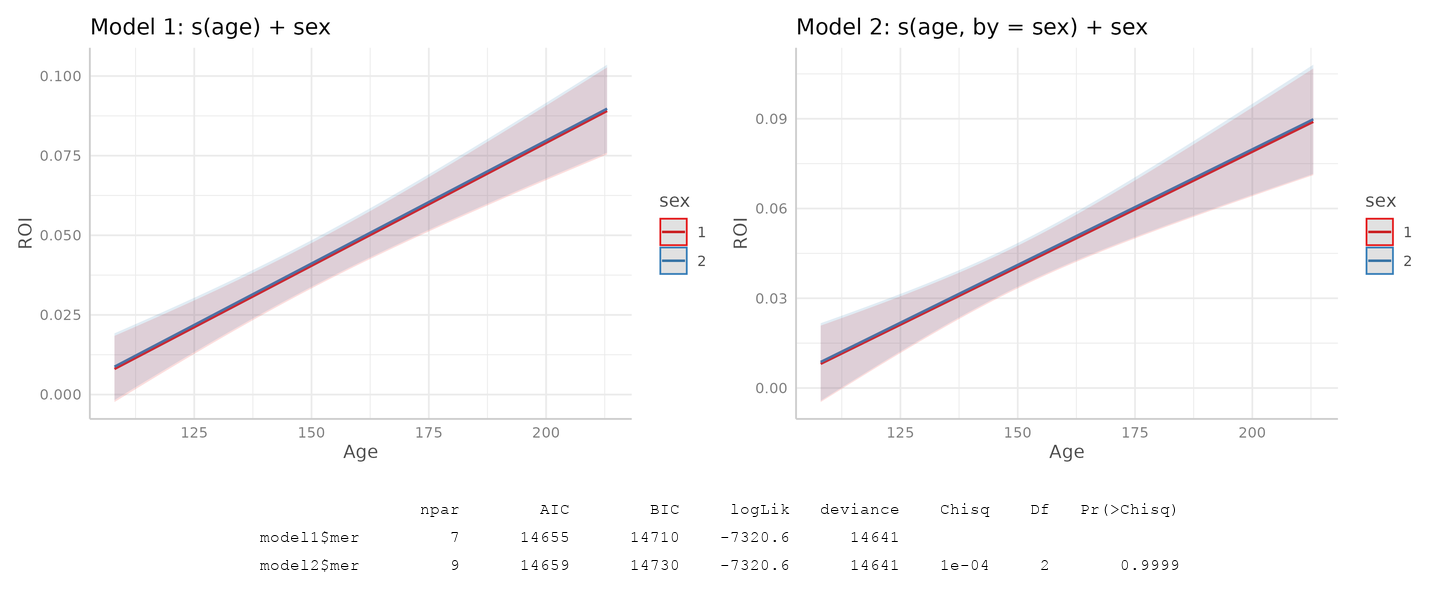 Model 1: s(age) + sex
0.100
0.075
0.050
0.025
0.000
ROI
125 150 175 200
Age
sex
1
2
Model 2: s(age, by = sex) + sex
0.09
0.06
0.03
0.00
ROI
125 150 175 200
Age
sex
1
2
npar AIC BIC logLik deviance Chisq Df Pr(>Chisq)
model1$mer 7 14655 14710 -7320.6 14641
model2$mer 9 14659 14730 -7320.6 14641 1e-04 2 0.9999